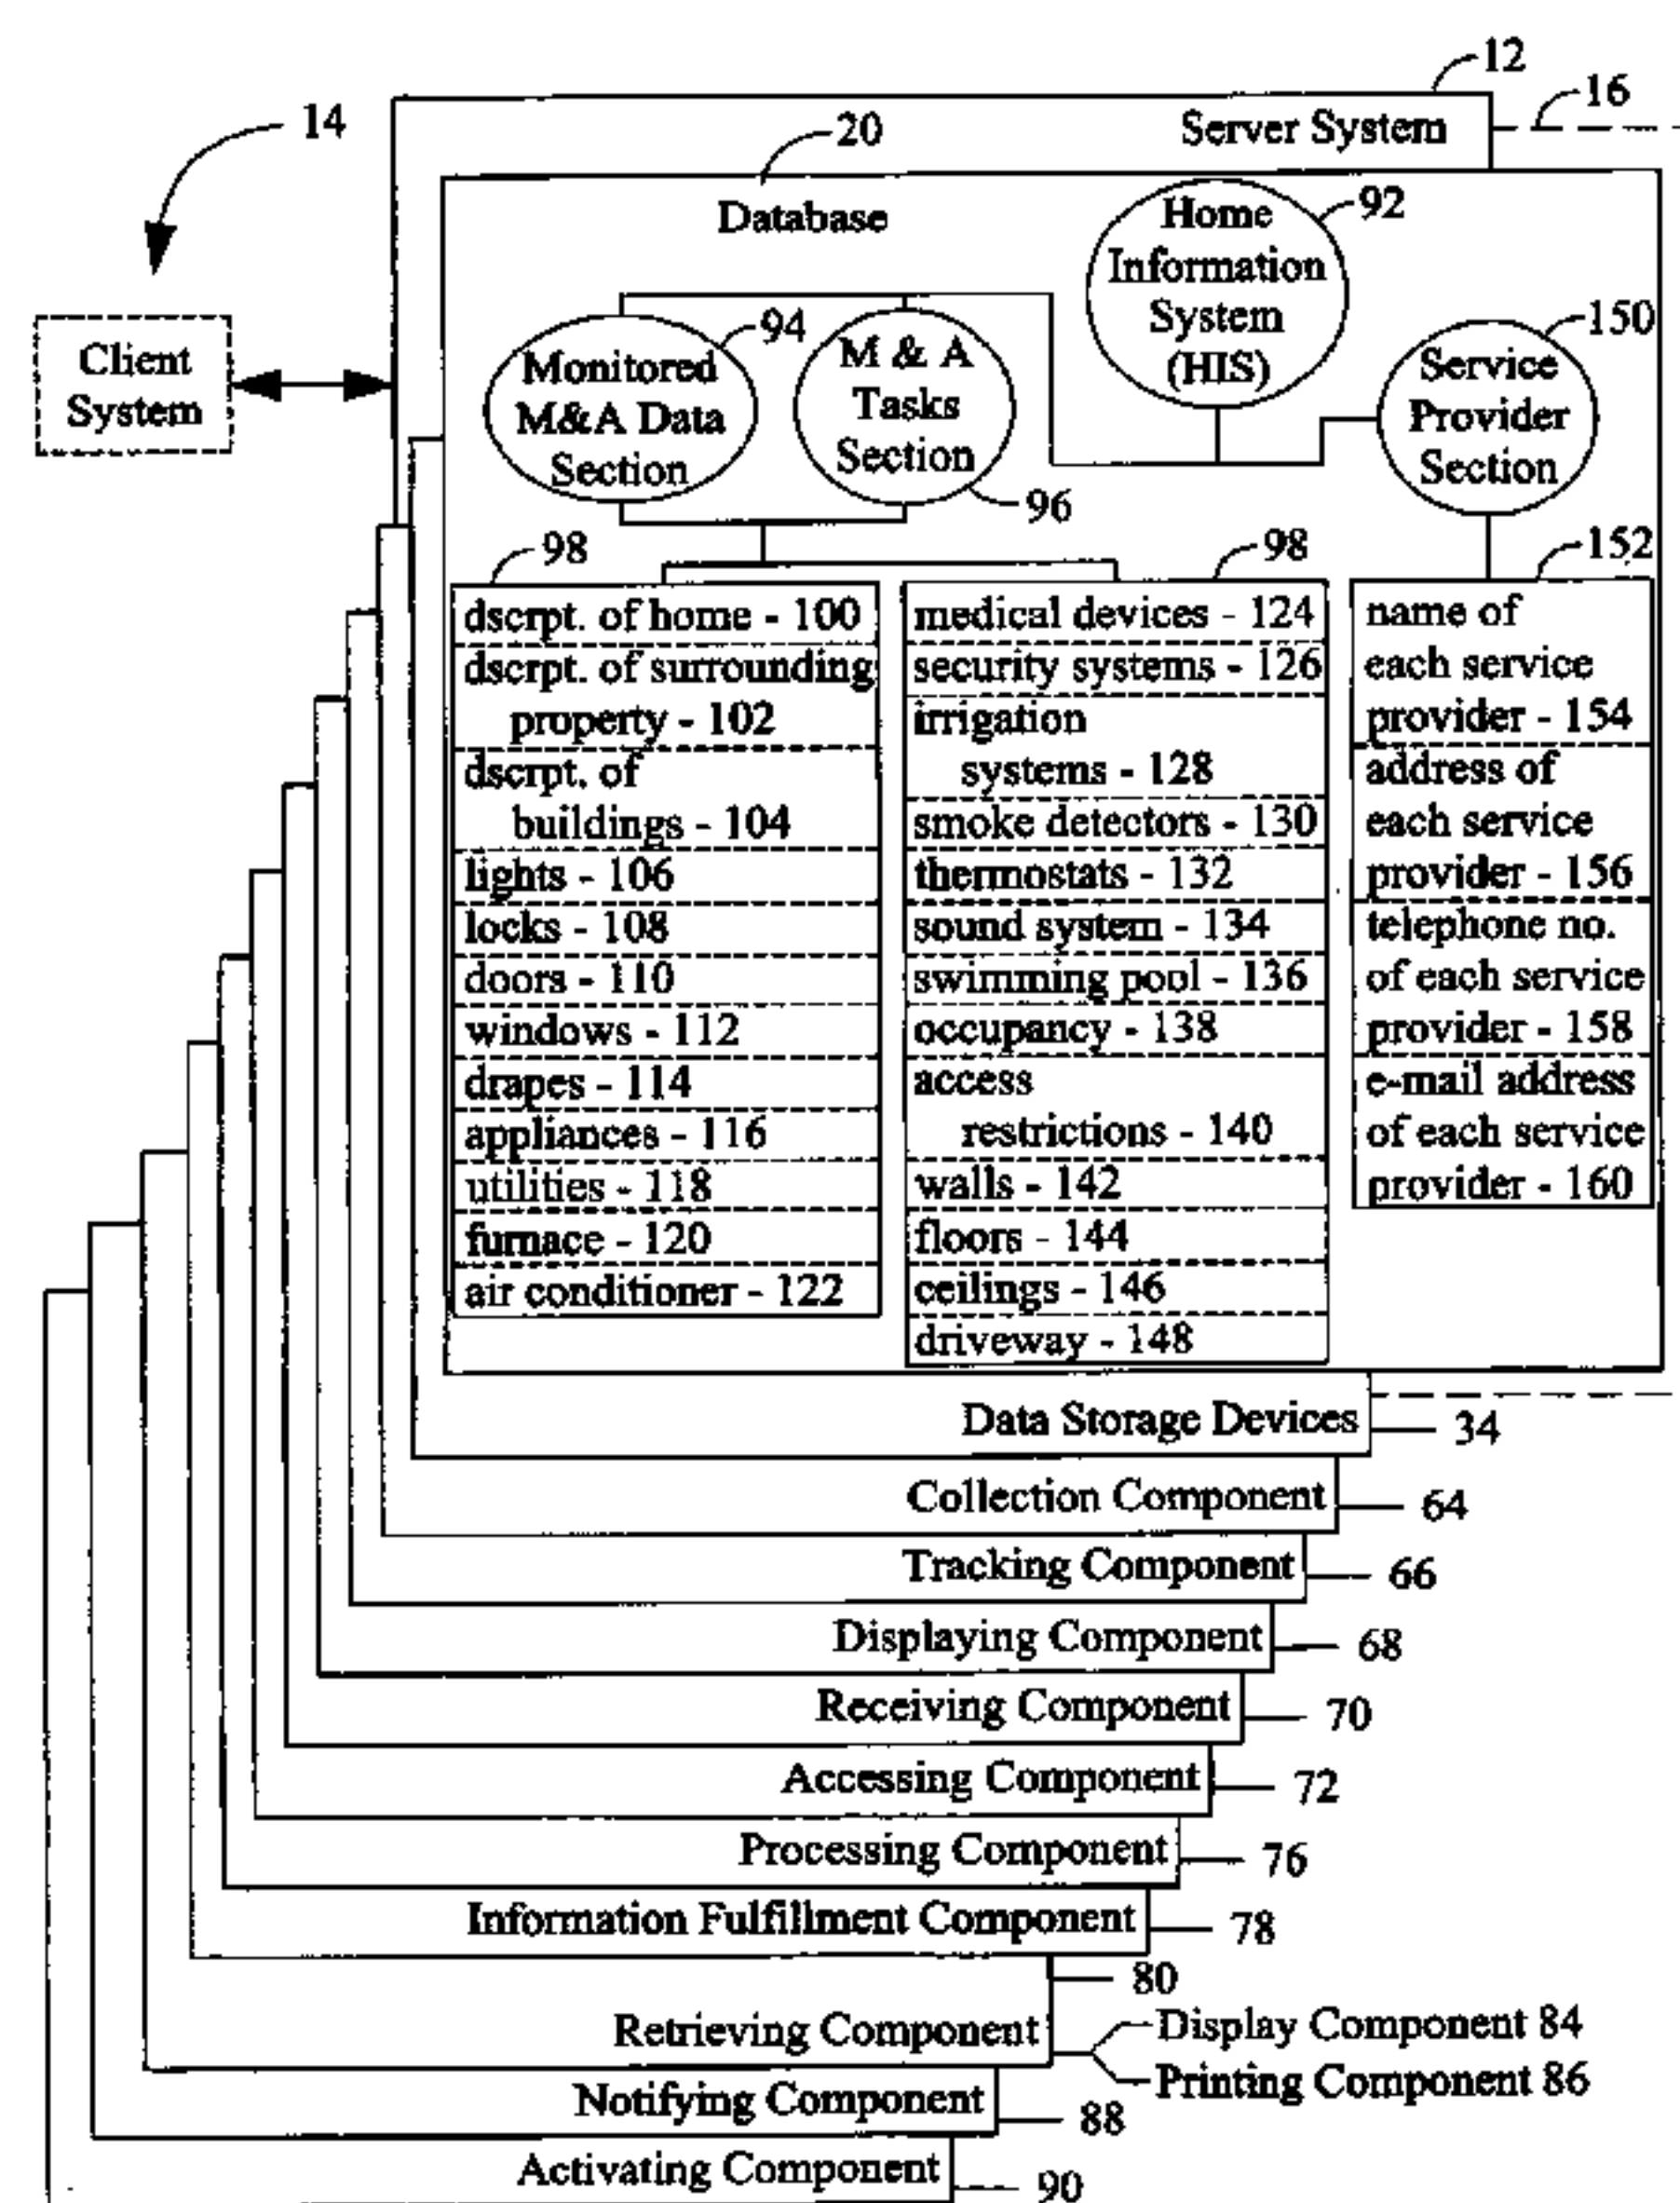 12
16
Server System
14
20
Database
Home
Information
System
(HIS)
92
Client
System
Monitored
M&A Data
Section
94
M & A
Tasks
Section
96
Service
Provider
Section
150
98
dscrpt. of home - 100
dscrpt. of surrounding
property - 102
dscrpt. of
buildings - 104
lights - 106
locks - 108
doors - 110
windows - 112
drapes - 114
appliances - 116
utilities - 118
furnace - 120
air conditioner - 122
98
medical devices - 124
security systems - 126
irrigation
systems - 128
smoke detectors - 130
thermostats - 132
sound system - 134
swimming pool - 136
occupancy - 138
access
restrictions - 140
walls - 142
floors - 144
ceilings - 146
driveway - 148
152
name of
each service
provider - 154
address of
each service
provider - 156
telephone no.
of each service
provider - 158
e-mail address
of each service
provider - 160
Data Storage Devices
34
Collection Component
64
Tracking Component
66
Displaying Component
68
Receiving Component
70
Accessing Component
72
Processing Component
76
Information Fulfillment Component
78
80
Retrieving Component
Display Component 84
Printing Component 86
Notifying Component
88
Activating Component
90